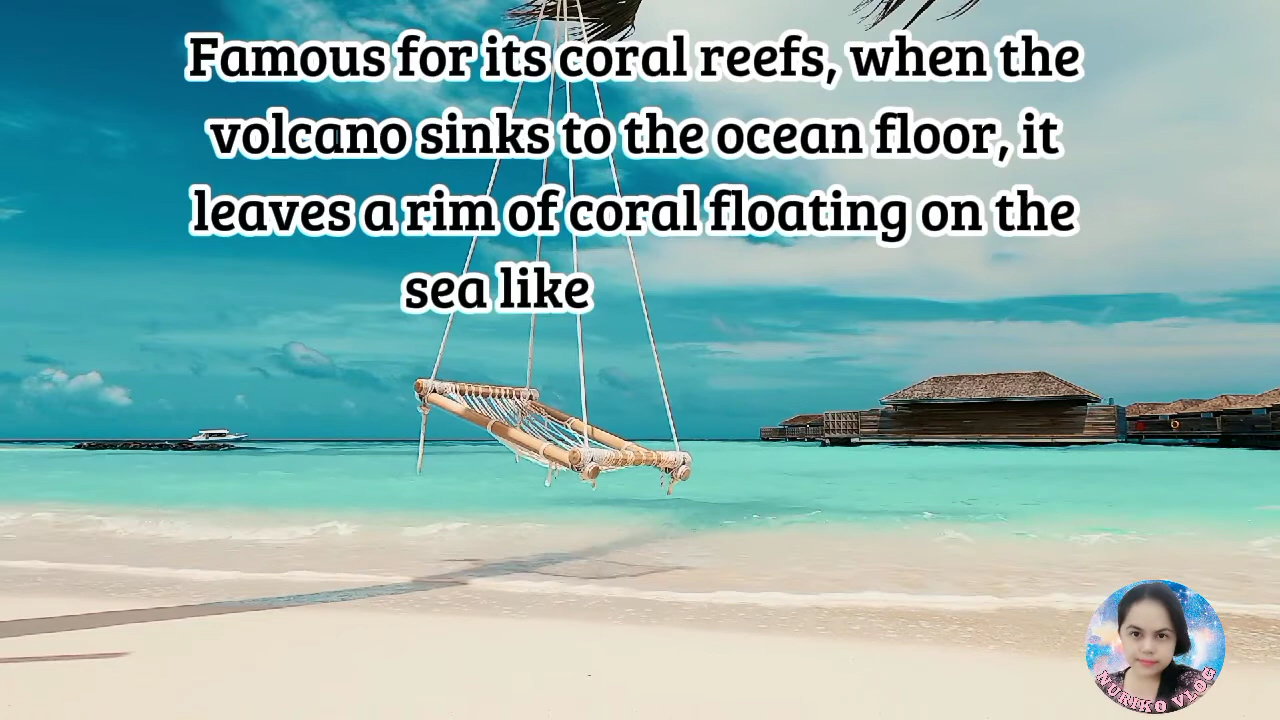 Famous for its coral reefs, when the
volcano sinks to the ocean floor, it
leaves a rim of coral floating on the
sea like
NURIKO VLOG